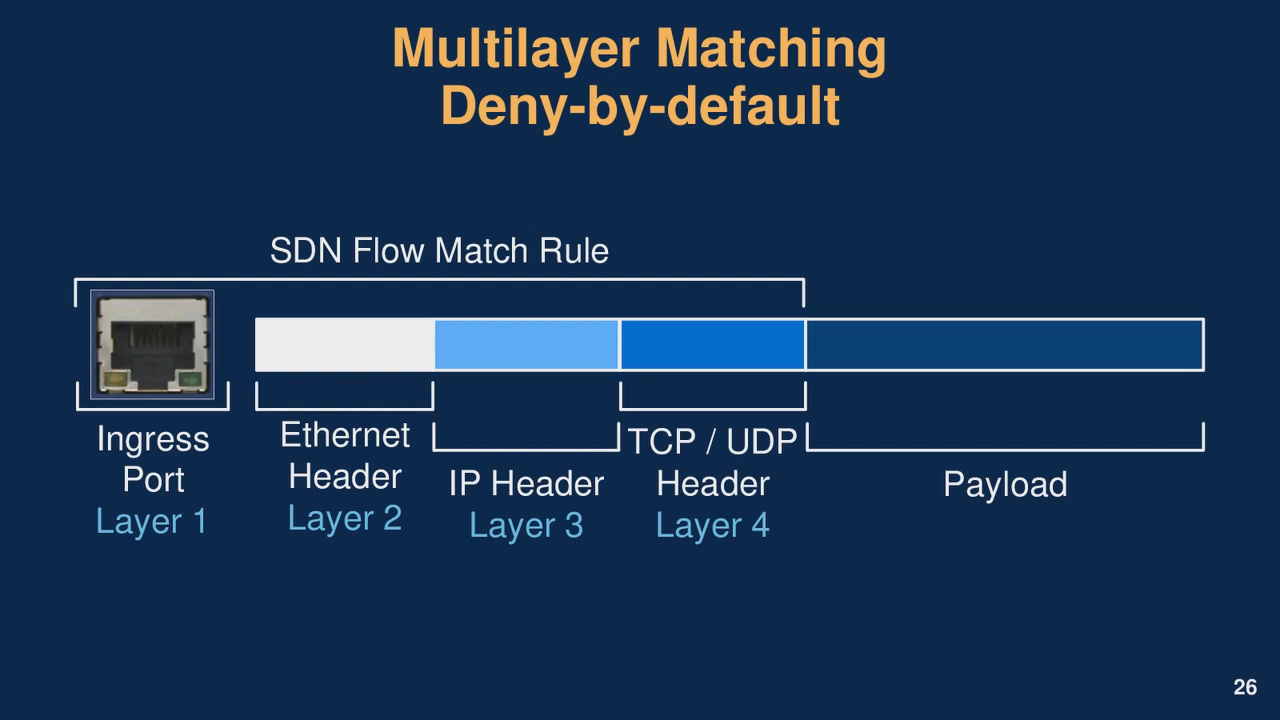 Multilayer Matching
Deny-by-default
SDN Flow Match Rule
Ingress
Port
Layer 1
Ethernet
Header
Layer 2
IP Header
Layer 3
TCP / UDP
Header
Layer 4
Payload
26